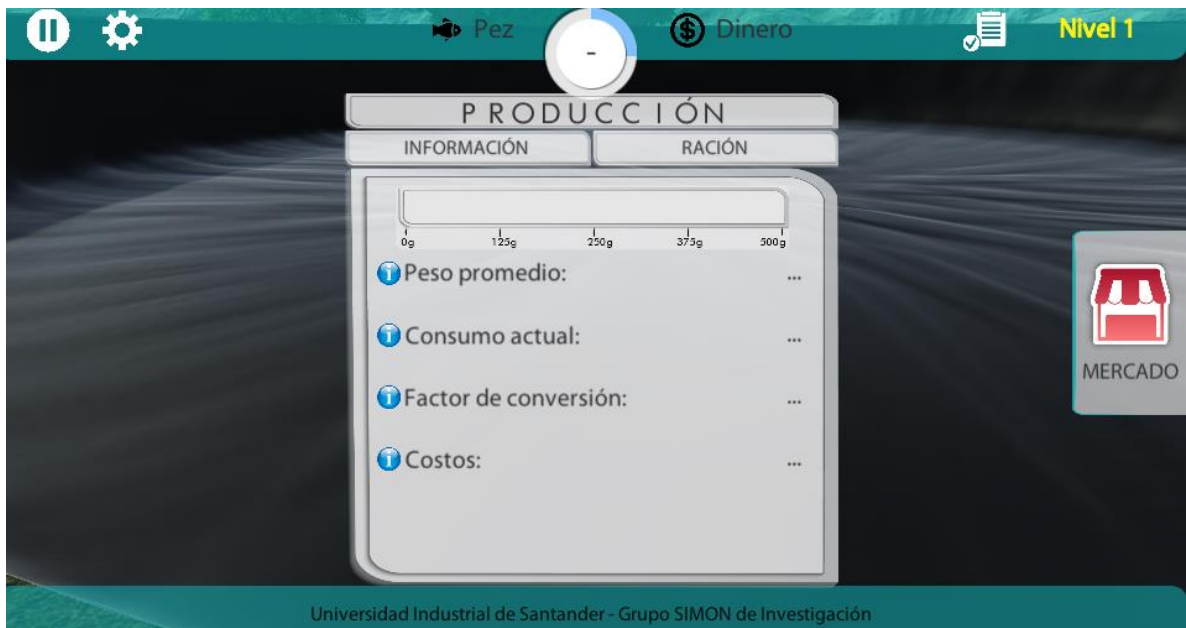 Pez
-
Dinero
Nivel 1
PRODUCCIÓN
INFORMACIÓN
RACIÓN
0g 125g 250g 375g 500g
Peso promedio: ...
Consumo actual: ...
Factor de conversión: ...
Costos: ...
MERCADO
Universidad Industrial de Santander - Grupo SIMON de Investigación